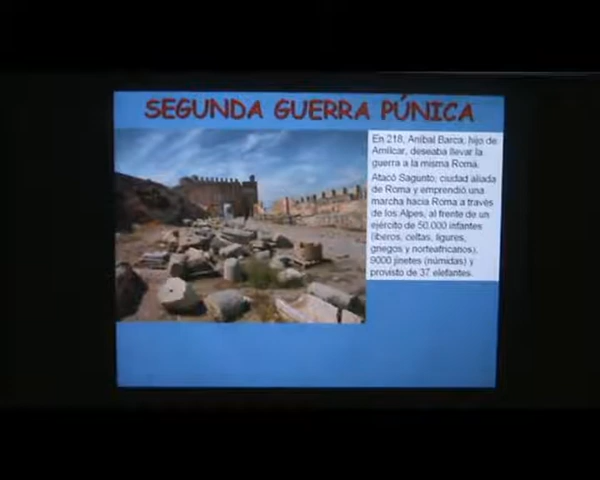 SEGUNDA GUERRA PÚNICA
En 218, Aníbal Barca, hijo de
Amílcar, deseaba llevar la
guerra a la misma Roma.
Atacó Sagunto, ciudad aliada
de Roma y emprendió una
marcha hacia Roma a través
de los Alpes, al frente de un
ejército de 50.000 infantes
(iberos, celtas, ligures,
griegos y norteafricanos),
9000 jinetes (númidas) y
provisto de 37 elefantes.